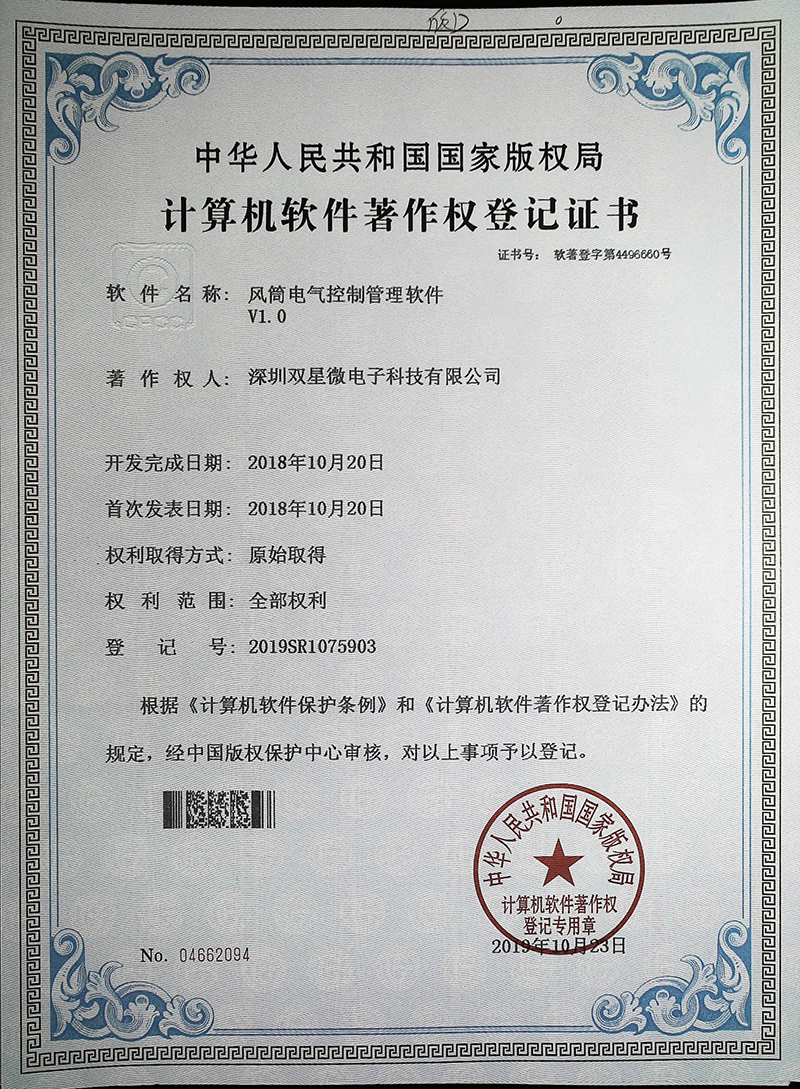 中华人民共和国国家版权局
计算机软件著作权登记证书
证书号： 软著登字第4496660号
软件名称： 风筒电气控制管理软件
V1.0
著作权人： 深圳双星微电子科技有限公司
开发完成日期： 2018年10月20日
首次发表日期： 2018年10月20日
权利取得方式： 原始取得
权利范围： 全部权利
登记号： 2019SR1075903
根据《计算机软件保护条例》和《计算机软件著作权登记办法》的
规定，经中国版权保护中心审核，对以上事项予以登记。
中华人民共和国国家版权局
计算机软件著作权
登记专用章
2019年10月23日
No. 04662094